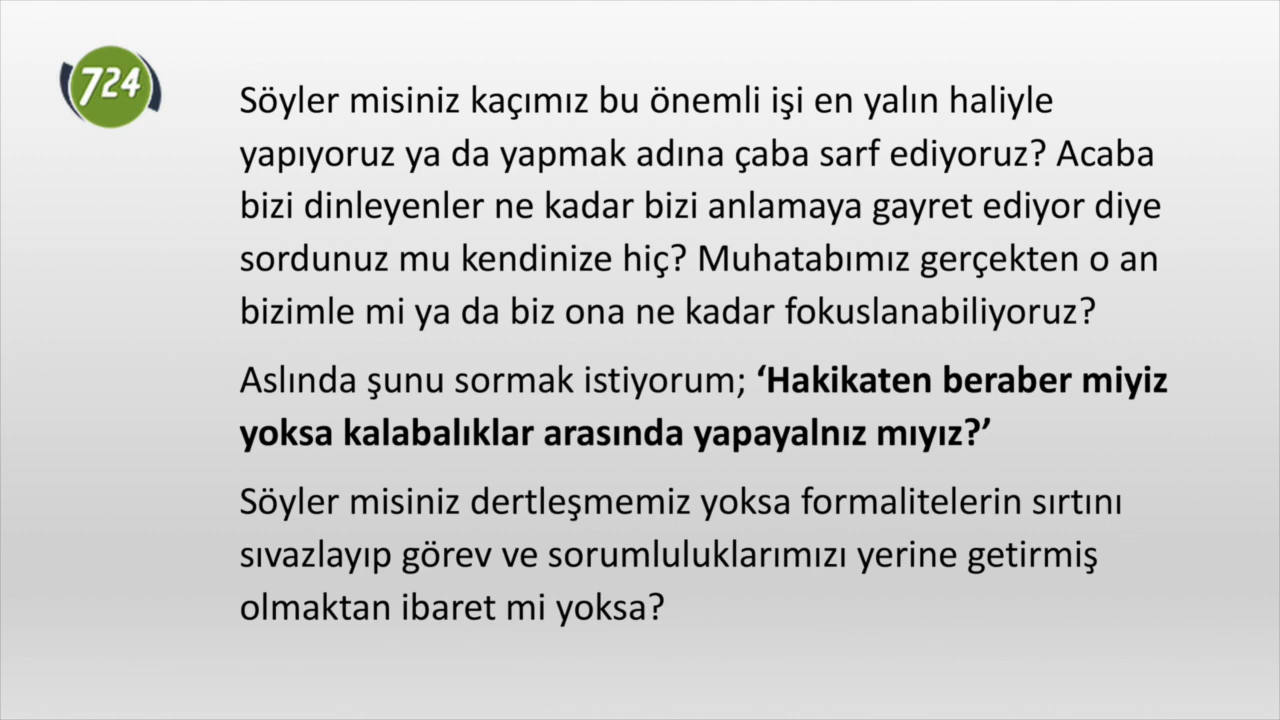 724
Söyler misiniz kaçımız bu önemli işi en yalın haliyle
yapıyoruz ya da yapmak adına çaba sarf ediyoruz? Acaba
bizi dinleyenler ne kadar bizi anlamaya gayret ediyor diye
sordunuz mu kendinize hiç? Muhatabımız gerçekten o an
bizimle mi ya da biz ona ne kadar fokuslanabiliyoruz?
Aslında şunu sormak istiyorum; ‘Hakikaten beraber miyiz
yoksa kalabalıklar arasında yapayalnız mıyız?’
Söyler misiniz dertleşmemiz yoksa formalitelerin sırtını
sıvazlayıp görev ve sorumluluklarımızı yerine getirmiş
olmaktan ibaret mi yoksa?